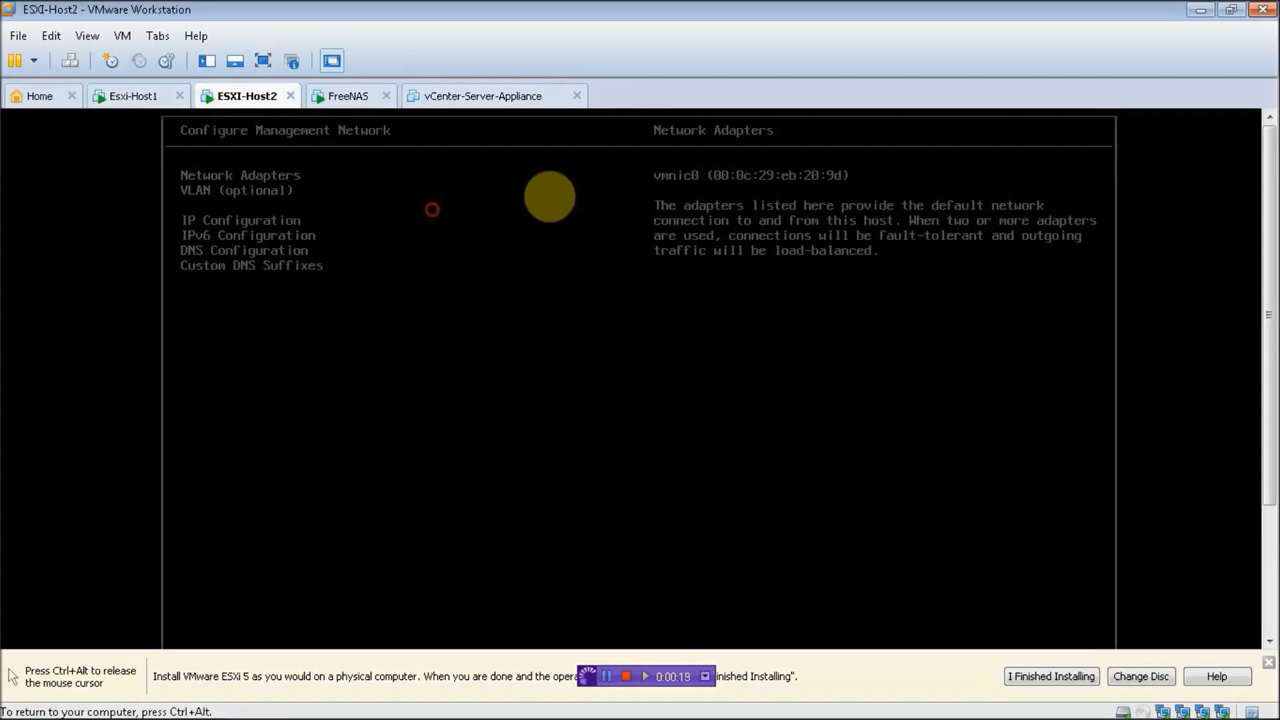 ESXI-Host2 - VMware Workstation
File Edit View VM Tabs Help
Home Esxi-Host1 ESXI-Host2 FreeNAS vCenter-Server-Appliance
Configure Management Network Network Adapters
Network Adapters vmnic0 (00:0c:29:eb:20:9d)
VLAN (optional)
The adapters listed here provide the default network
IP Configuration connection to and from this host. When two or more adapters
IPv6 Configuration are used, connections will be fault-tolerant and outgoing
DNS Configuration traffic will be load-balanced.
Custom DNS Suffixes
Press Ctrl+Alt to release
the mouse cursor
Install VMware ESXi 5 as you would on a physical computer. When you are done and the opera 0:00:19 inished Installing".
I Finished Installing Change Disc Help
To return to your computer, press Ctrl+Alt.